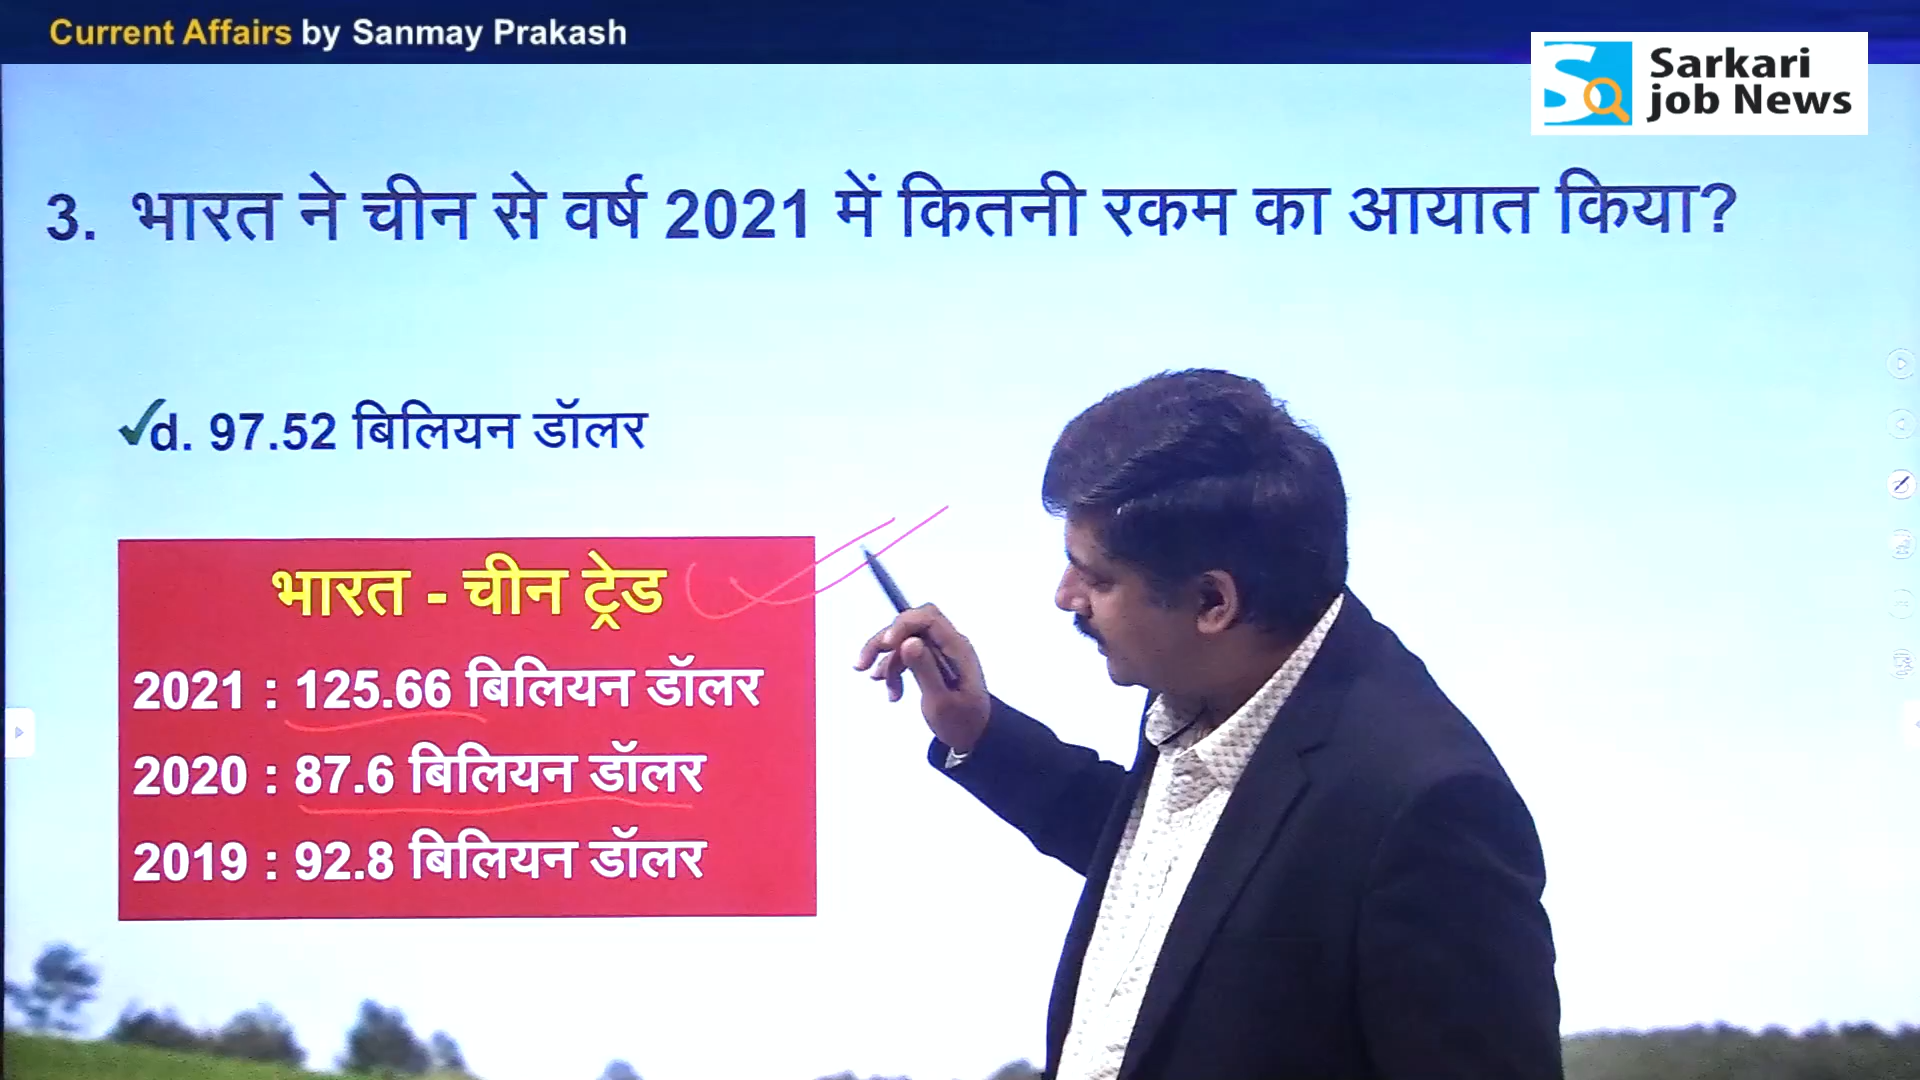 Current Affairs by Sanmay Prakash
Sarkari
job News
3. भारत ने चीन से वर्ष 2021 में कितनी रकम का आयात किया?
d. 97.52 बिलियन डॉलर
भारत - चीन ट्रेड
2021 : 125.66 बिलियन डॉलर
2020 : 87.6 बिलियन डॉलर
2019 : 92.8 बिलियन डॉलर